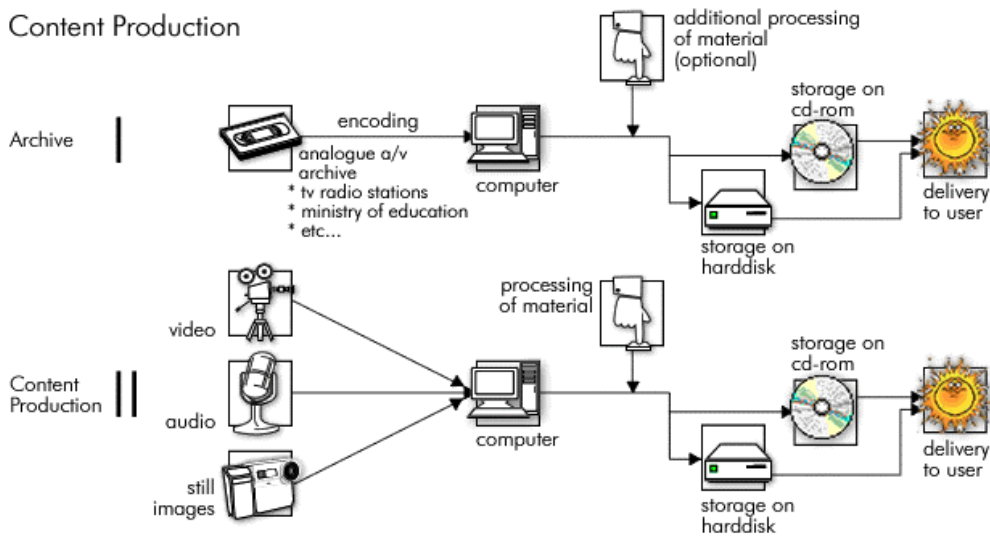 Content Production
additional processing
of material
(optional)
Archive I
encoding
analogue a/v
archive
* tv radio stations
* ministry of education
* etc...
computer
storage on
cd-rom
storage on
harddisk
delivery
to user
Content
Production II
video
audio
still
images
computer
processing
of material
storage on
cd-rom
storage on
harddisk
delivery
to user